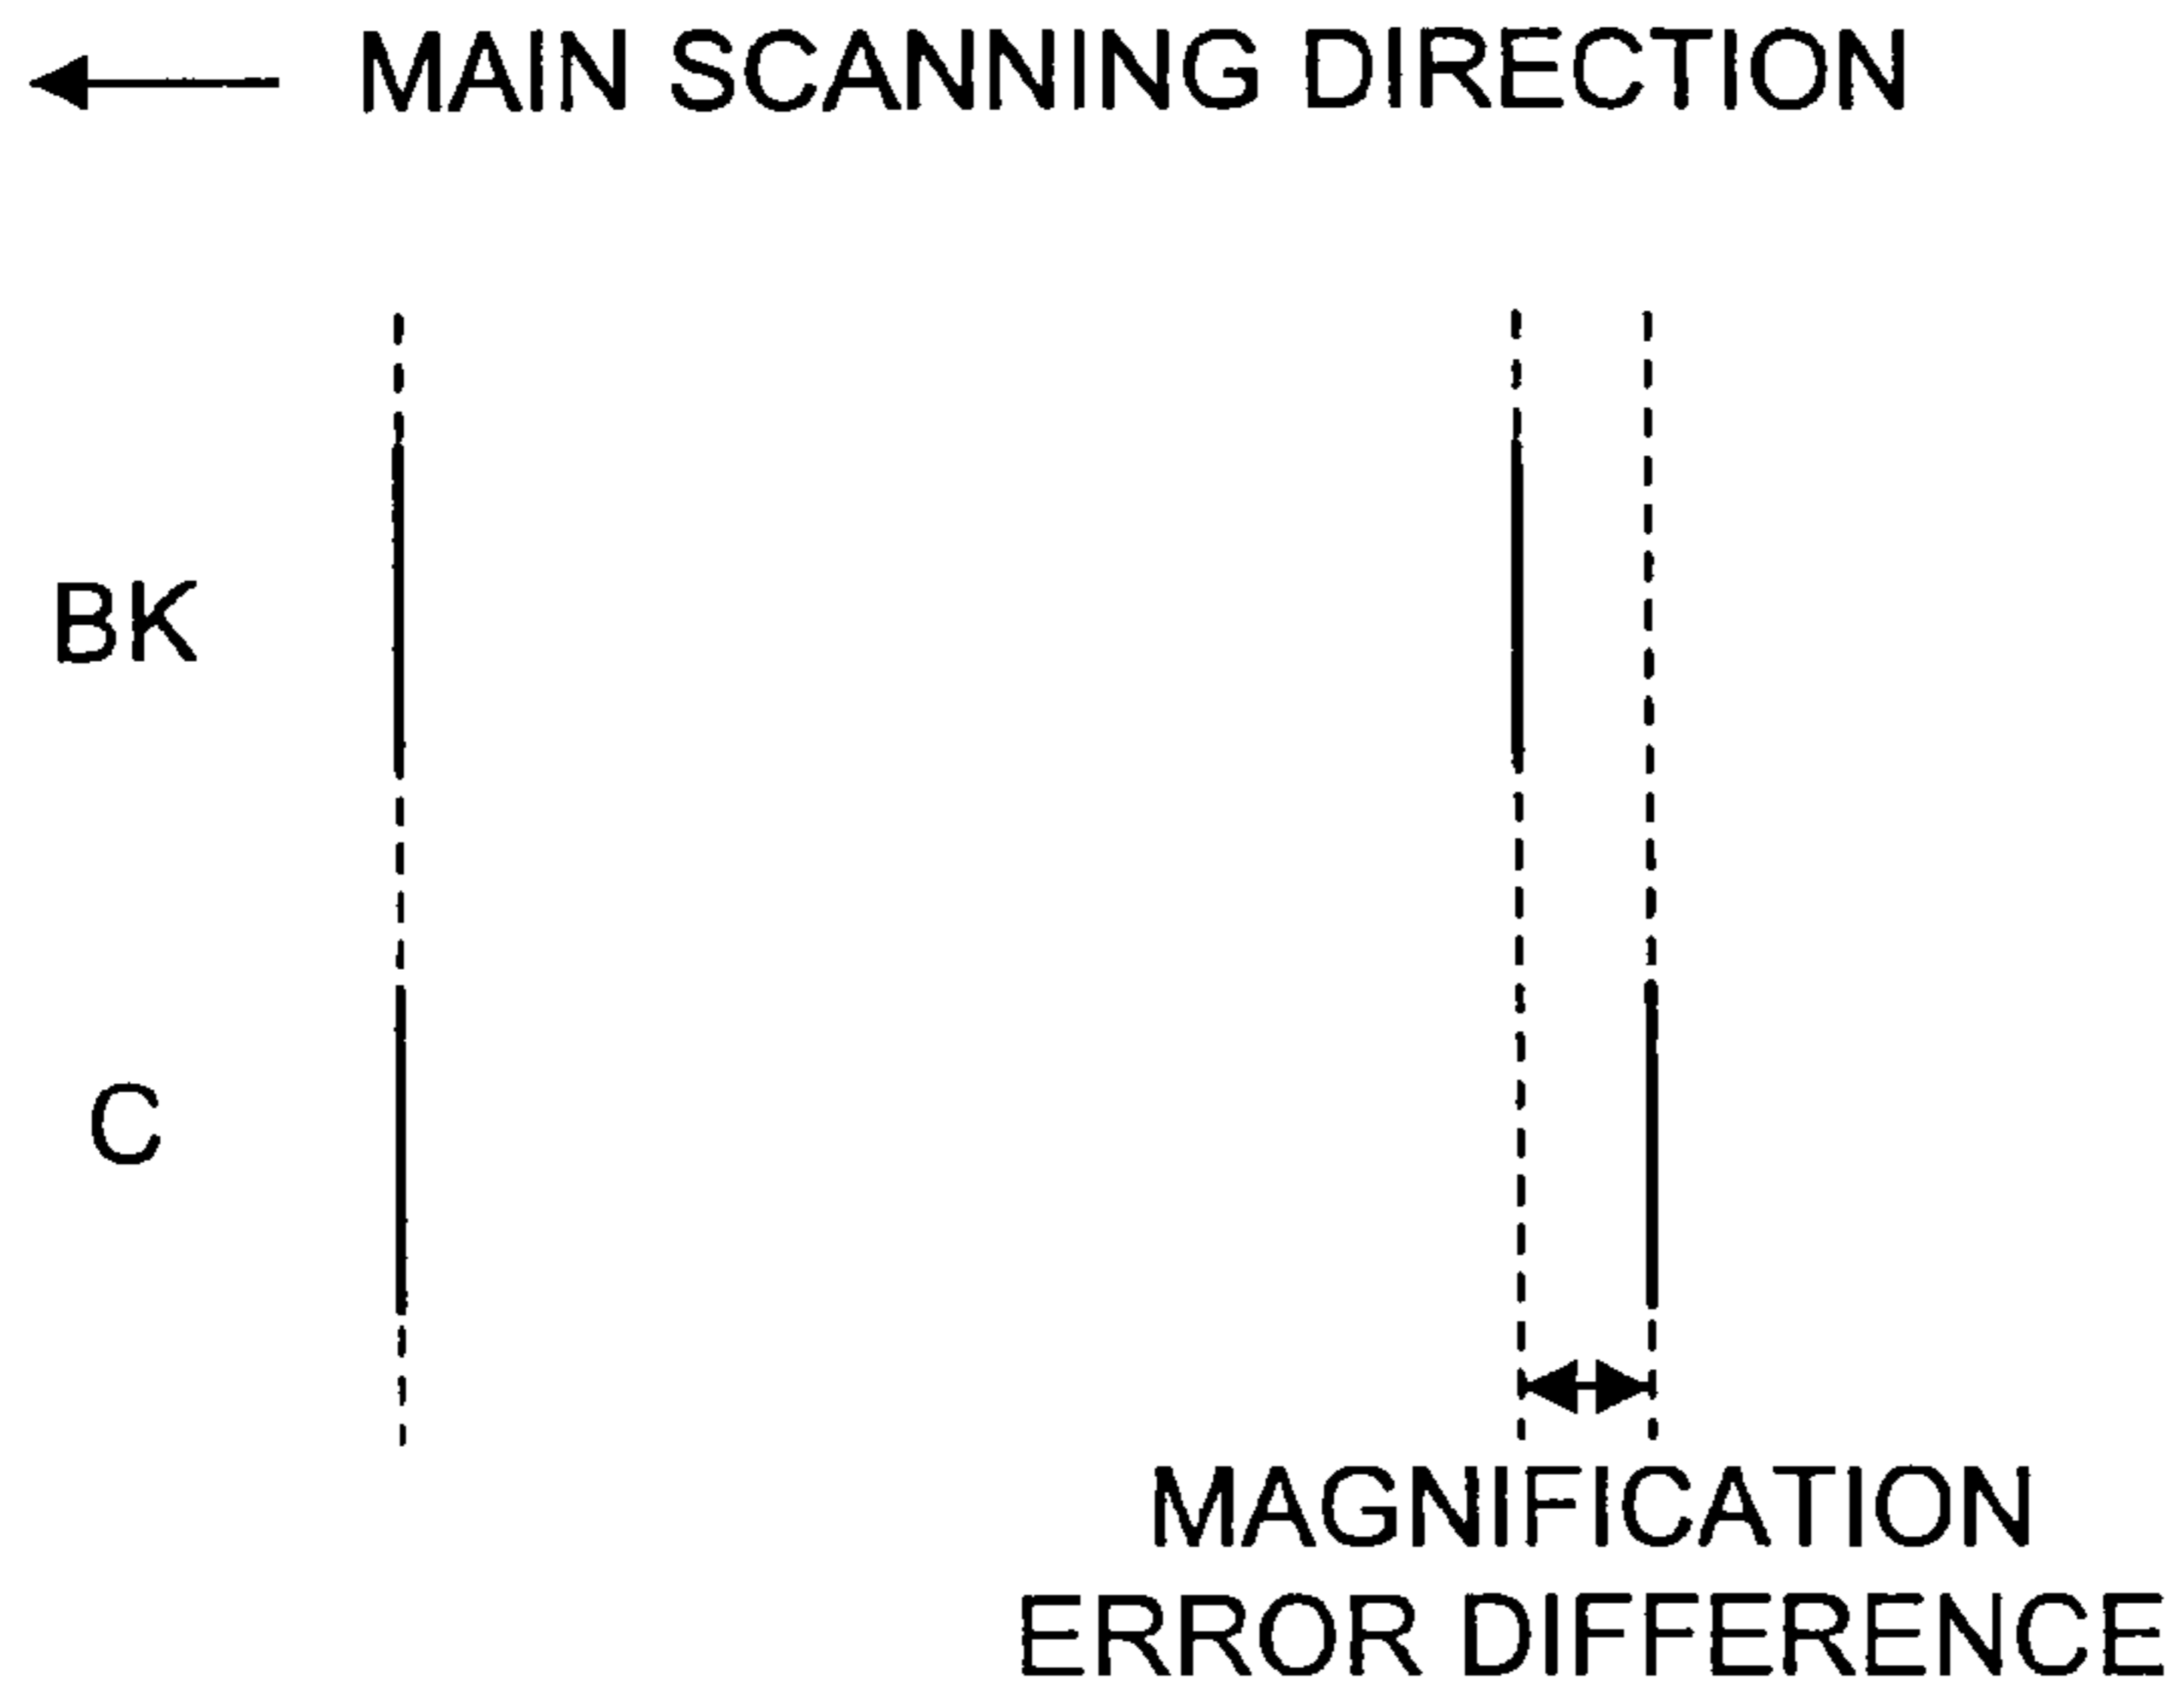 MAIN SCANNING DIRECTION
BK
C
MAGNIFICATION
ERROR DIFFERENCE